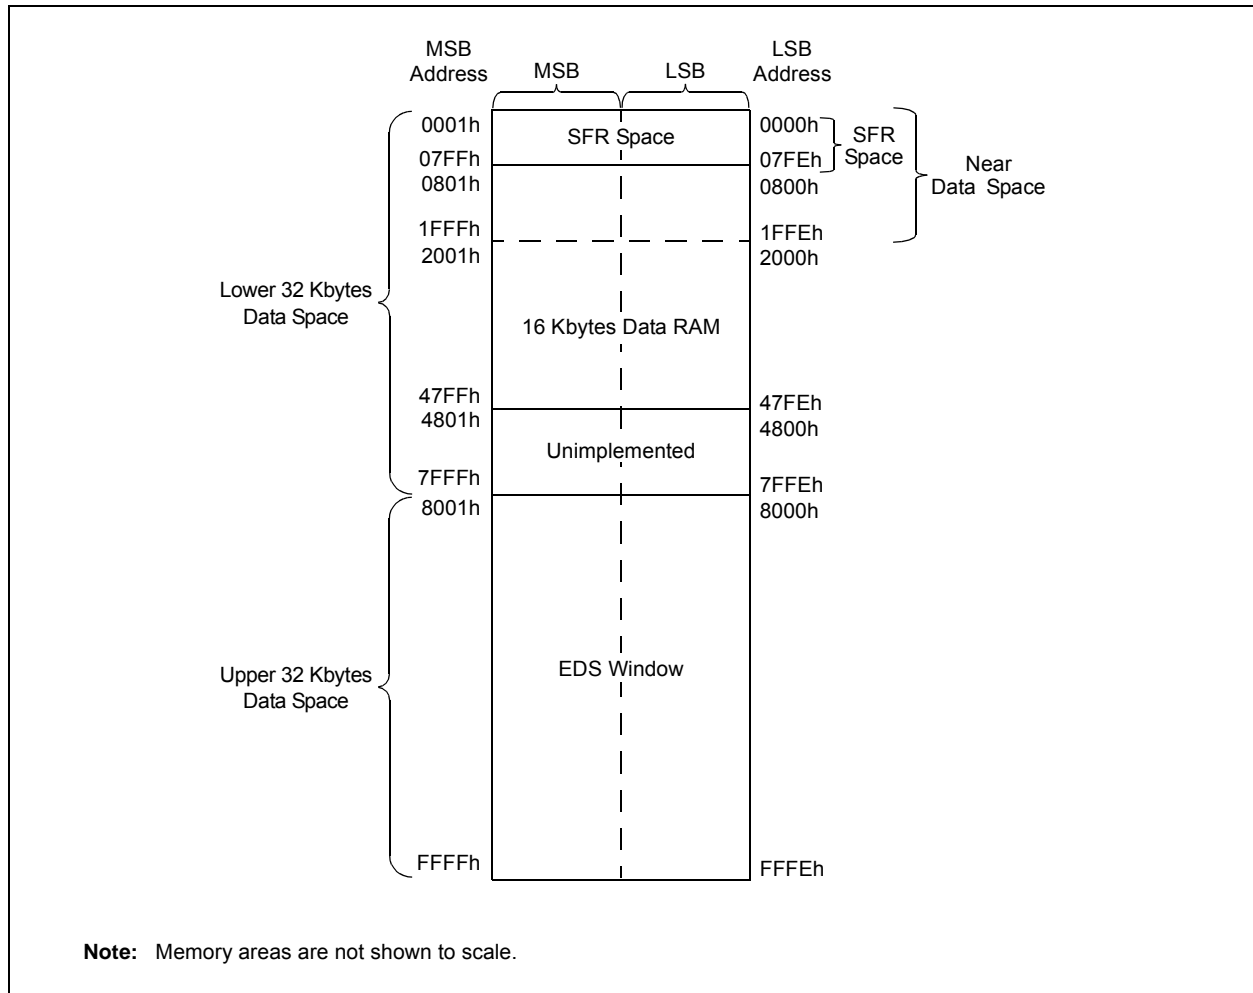 MSB
Address
MSB
LSB
LSB
Address
0001h
SFR Space
0000h
SFR
Space
07FFh
07FEh
0801h
0800h
Near
Data Space
1FFFh
1FFEh
2001h
2000h
Lower 32 Kbytes
Data Space
16 Kbytes Data RAM
47FFh
47FEh
4801h
4800h
Unimplemented
7FFFh
7FFEh
8001h
8000h
Upper 32 Kbytes
Data Space
EDS Window
FFFFh
FFFEh
Note: Memory areas are not shown to scale.